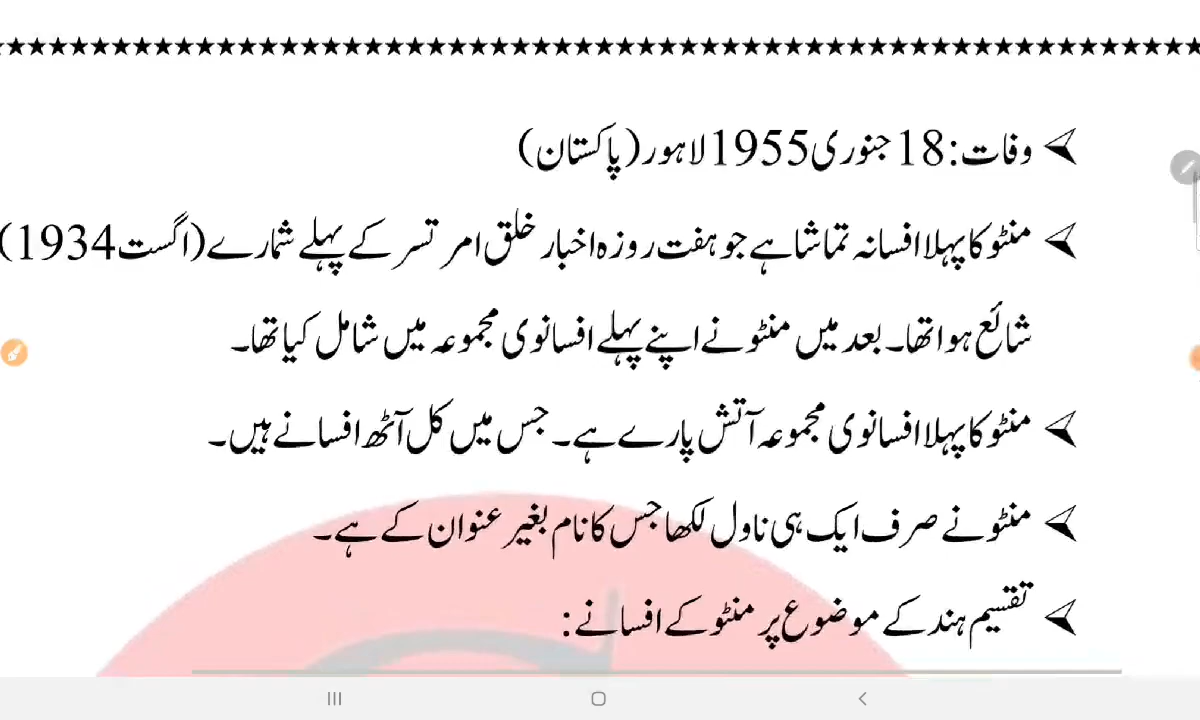 وفات: 18 جنوری 1955 لاہور (پاکستان)
منٹو کا پہلا افسانہ تماشا ہے جو ہفت روزہ اخبار خلق امر تسر کے پہلے شمارے (اگست 1934)
شائع ہوا تھا۔ بعد میں منٹو نے اپنے پہلے افسانوی مجموعہ میں شامل کیا تھا۔
منٹو کا پہلا افسانوی مجموعہ آتش پارے ہے۔ جس میں کل آٹھ افسانے ہیں۔
منٹو نے صرف ایک ہی ناول لکھا جس کا نام بغیر عنوان کے ہے۔
تقسیم ہند کے موضوع پر منٹو کے افسانے: